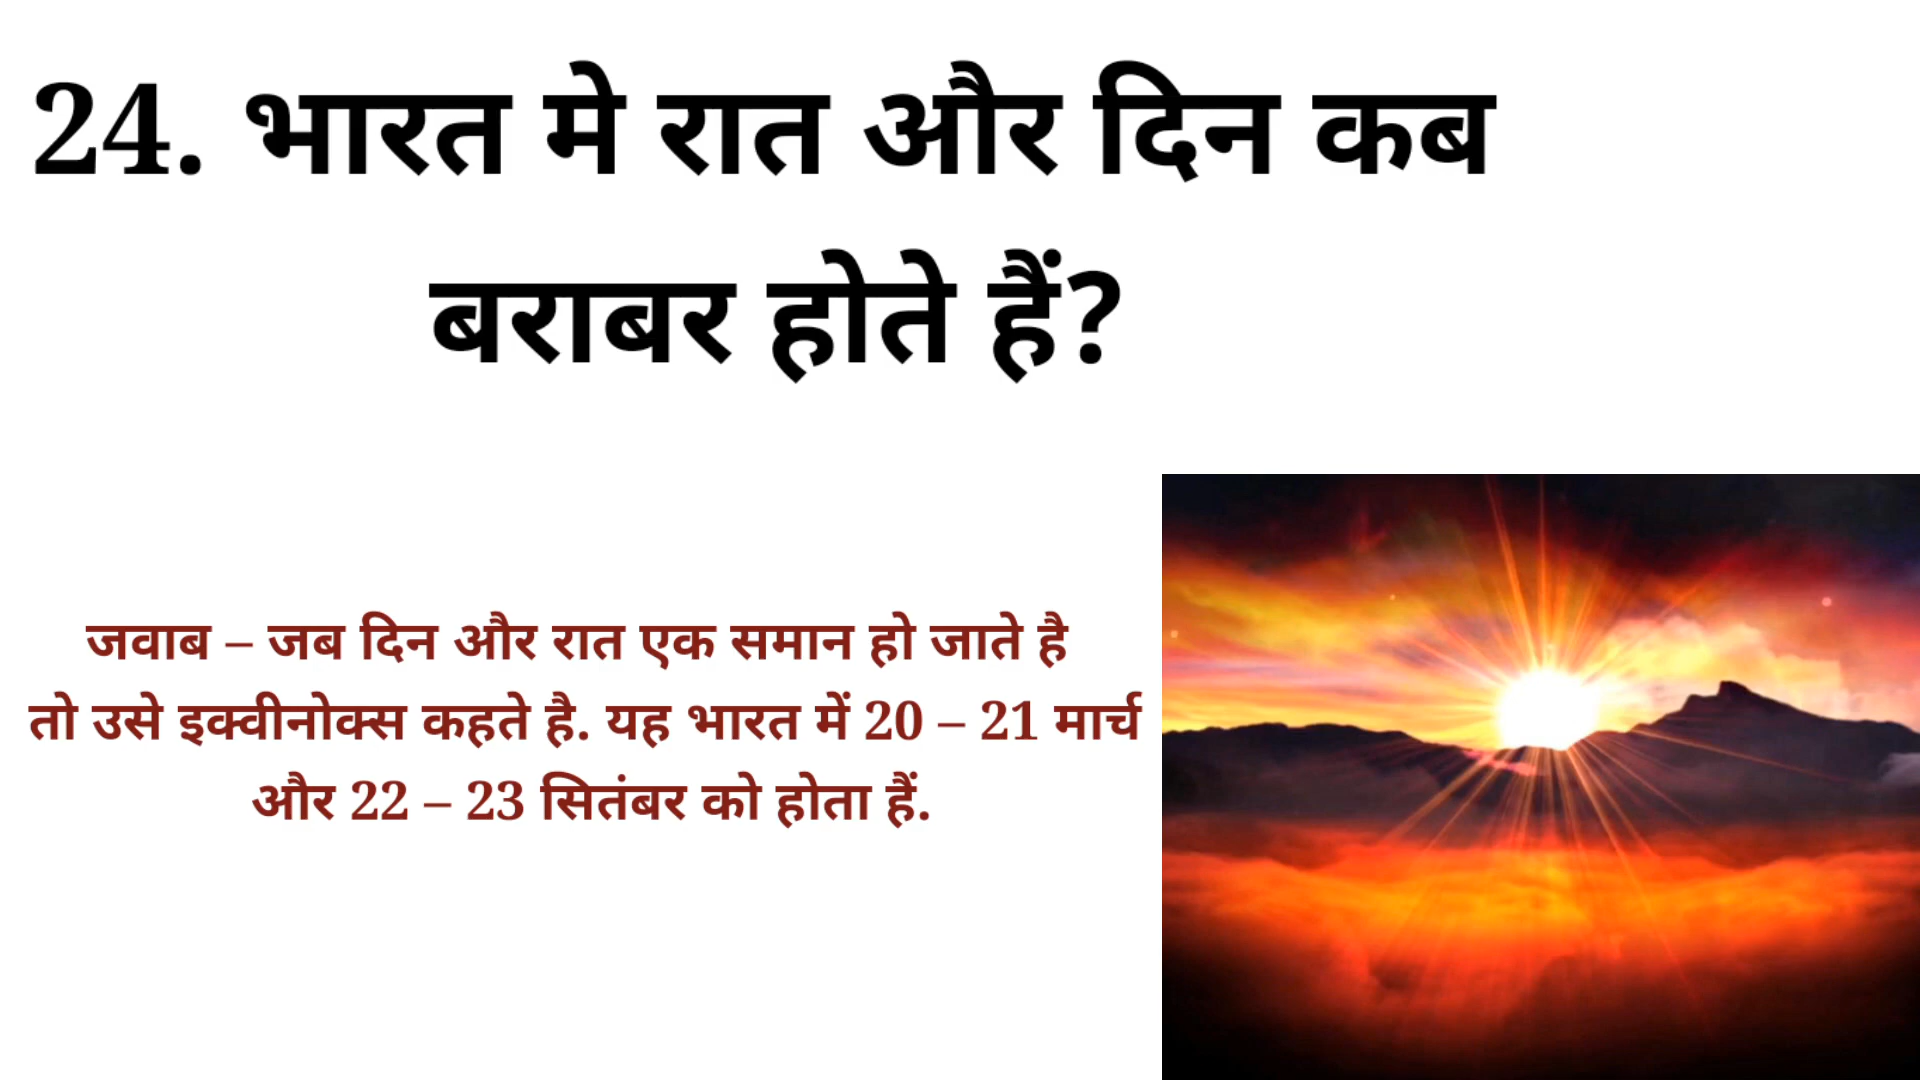 24. भारत मे रात और दिन कब
बराबर होते हैं?
जवाब – जब दिन और रात एक समान हो जाते है
तो उसे इक्वीनोक्स कहते है. यह भारत में 20 – 21 मार्च
और 22 – 23 सितंबर को होता हैं.